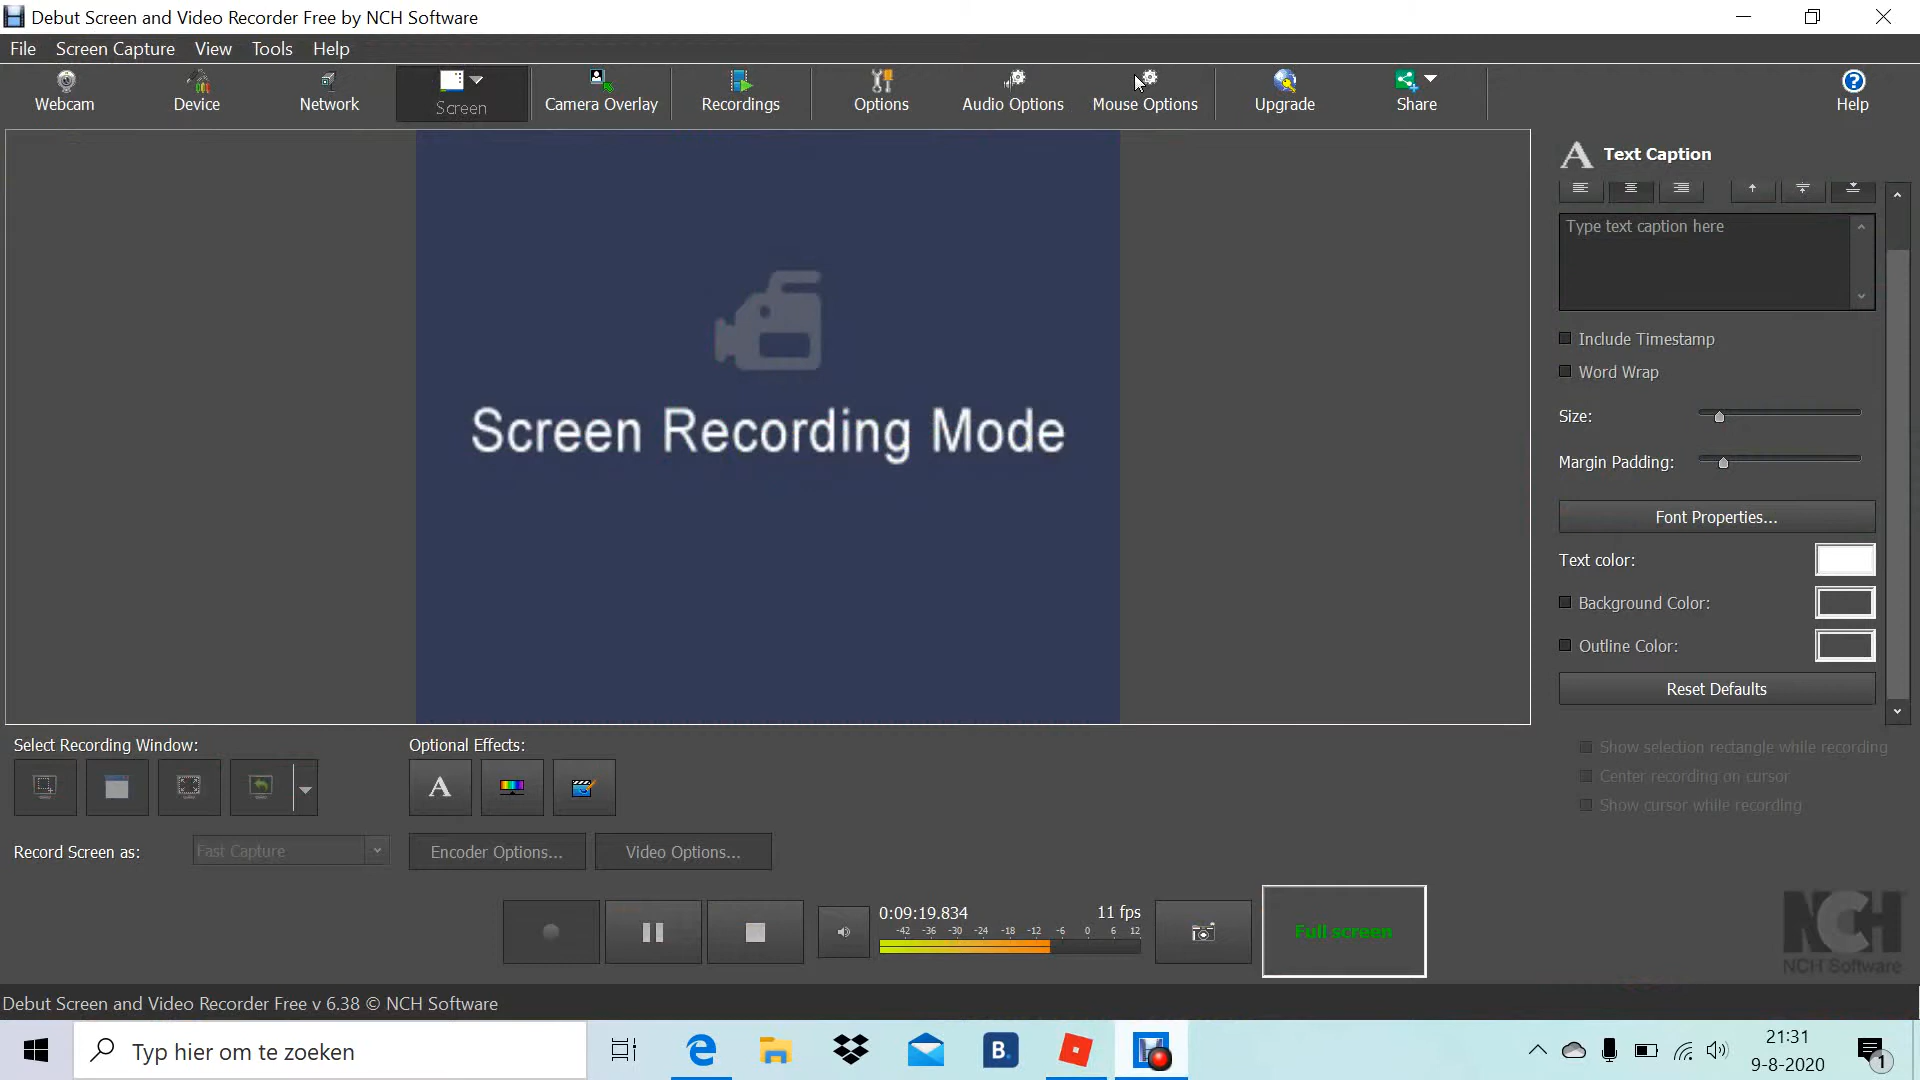 Debut Screen and Video Recorder Free by NCH Software
File Screen Capture View Tools Help
Webcam Device Network Screen Camera Overlay Recordings Options Audio Options Mouse Options Upgrade Share Help
Screen Recording Mode
Text Caption
Type text caption here
Include Timestamp
Word Wrap
Size:
Margin Padding:
Font Properties...
Text color:
Background Color:
Outline Color:
Reset Defaults
Select Recording Window: Optional Effects:
Show selection rectangle while recording
Center recording on cursor
Show cursor while recording
A
Record Screen as: Fast Capture Encoder Options... Video Options...
0:09:19.834 11 fps
-42 -36 -30 -24 -18 -12 -6 0 6 12
Full screen
NCH
NCH Software
Debut Screen and Video Recorder Free v 6.38 © NCH Software
Typ hier om te zoeken
B.
21:31
9-8-2020
1